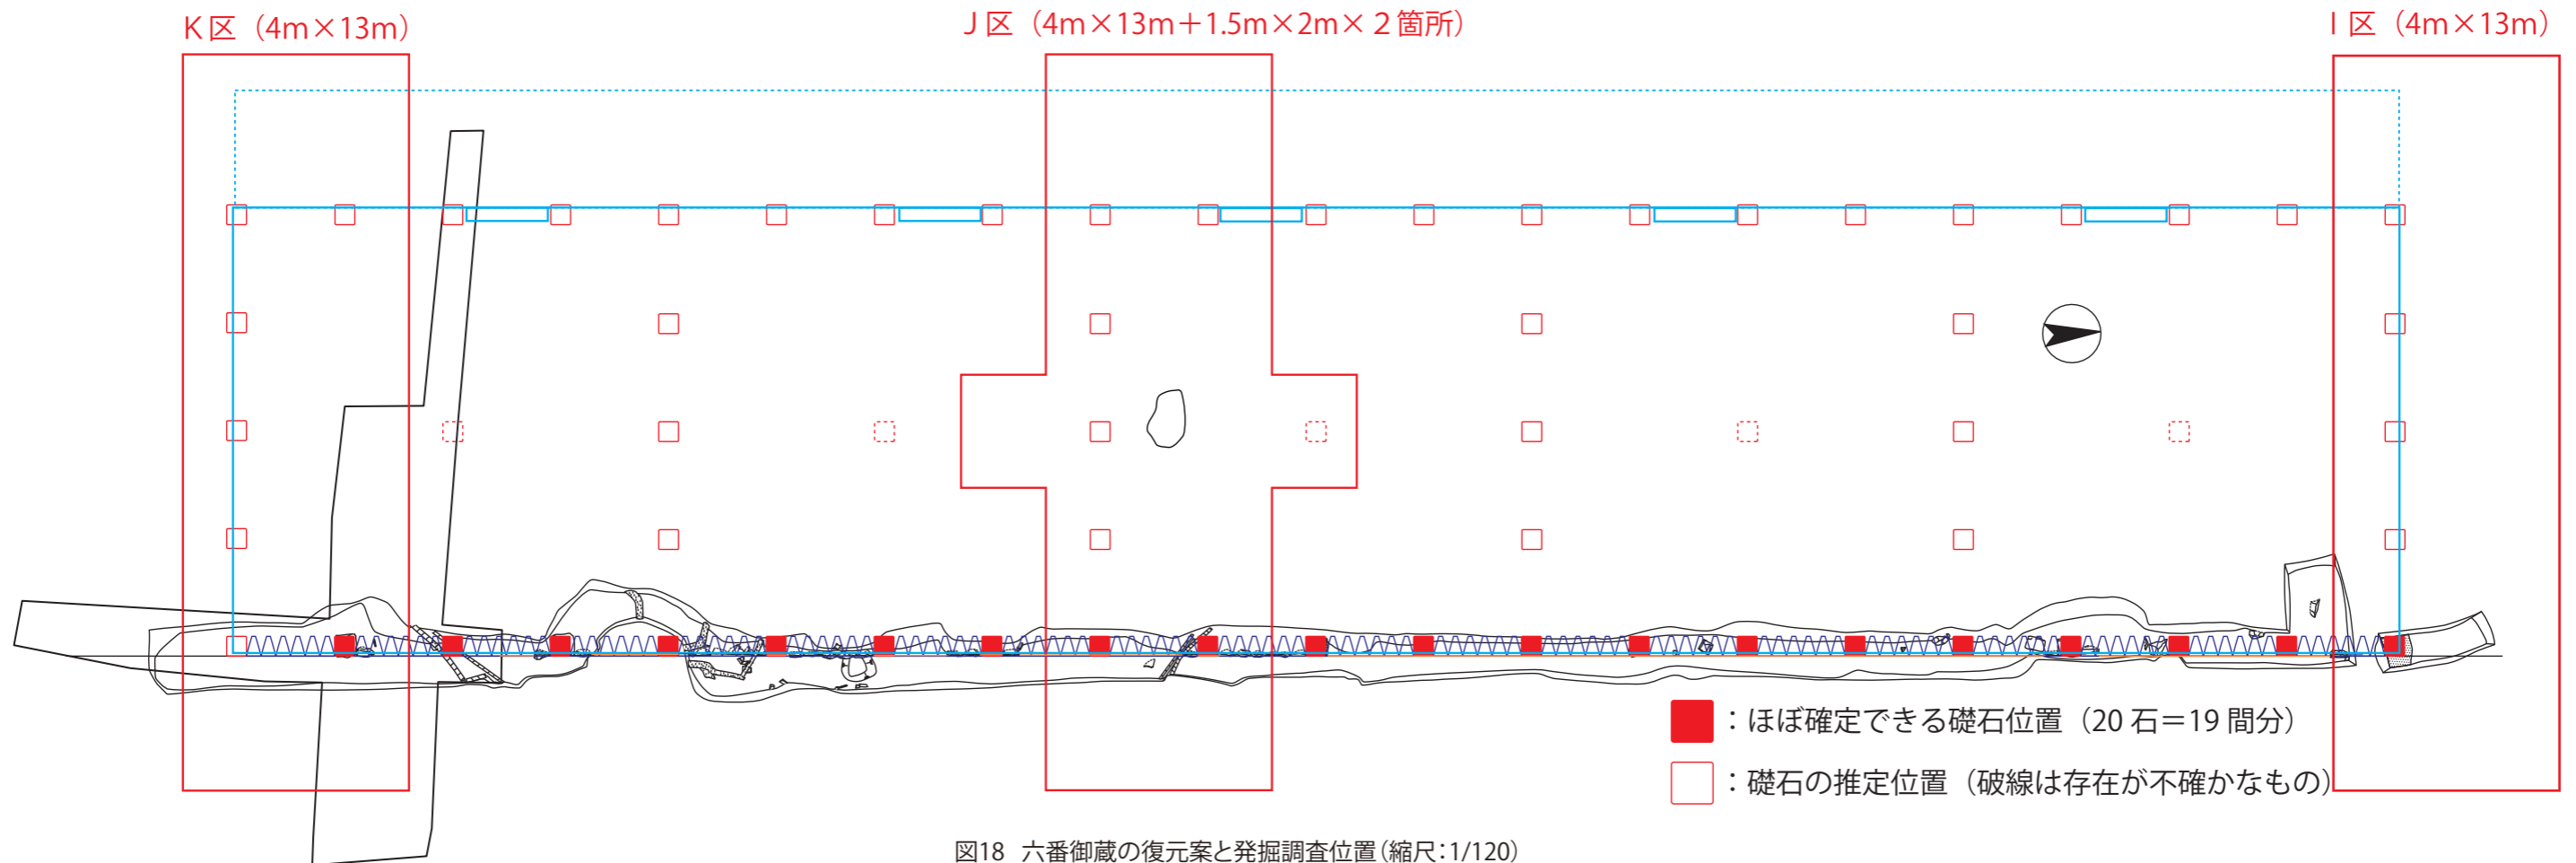 K区（4m×13m）
J区（4m×13m＋1.5m×2m×２箇所）
I区（4m×13m）
：ほぼ確定できる礎石位置（20石＝19間分）
：礎石の推定位置（破線は存在が不確かなもの）
図18 六番御蔵の復元案と発掘調査位置（縮尺：1/120）